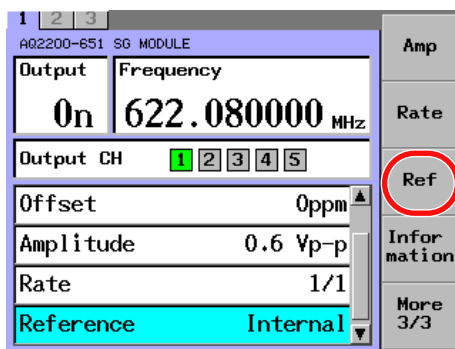 1 2 3
AQ2200-651 SG MODULE
Output Frequency
On 622.080000 MHz
Output CH 1 2 3 4 5
Offset 0ppm
Amplitude 0.6 Vp-p
Rate 1/1
Reference Internal
Amp
Rate
Ref
Infor
mation
More
3/3